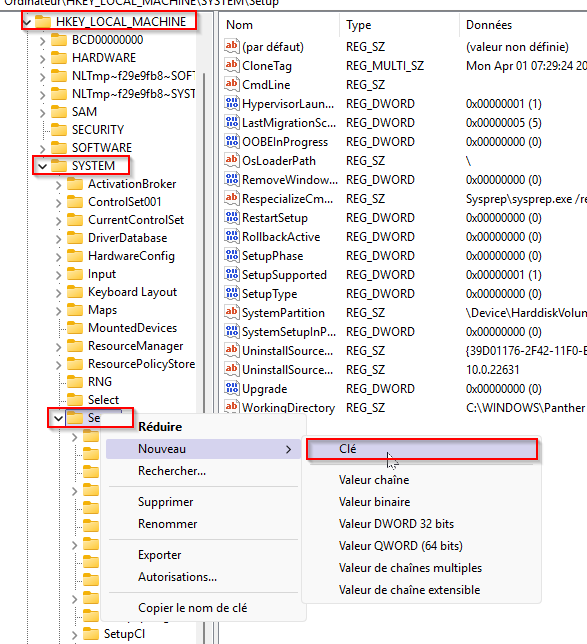 Ordinateur\HKEY_LOCAL_MACHINE\SYSTEM\Setup
HKEY_LOCAL_MACHINE
BCD00000000
HARDWARE
NLTmp~f29e9fb8~SOFT
NLTmp~f29e9fb8~SYST
SAM
SECURITY
SOFTWARE
SYSTEM
ActivationBroker
ControlSet001
CurrentControlSet
DriverDatabase
HardwareConfig
Input
Keyboard Layout
Maps
MountedDevices
ResourceManager
ResourcePolicyStore
RNG
Select
Se
SetupCl
Nom Type Données
(par défaut) REG_SZ (valeur non définie)
CloneTag REG_MULTI_SZ Mon Apr 01 07:29:24 20
CmdLine REG_SZ
HypervisorLaun... REG_DWORD 0x00000001 (1)
LastMigrationSc... REG_DWORD 0x00000005 (5)
OOBEInProgress REG_DWORD 0x00000000 (0)
OsLoaderPath REG_SZ \
RemoveWindow... REG_DWORD 0x00000000 (0)
RespecializeCm... REG_SZ Sysprep\sysprep.exe /re
RestartSetup REG_DWORD 0x00000000 (0)
RollbackActive REG_DWORD 0x00000000 (0)
SetupPhase REG_DWORD 0x00000000 (0)
SetupSupported REG_DWORD 0x00000001 (1)
SetupType REG_DWORD 0x00000000 (0)
SystemPartition REG_SZ \Device\HarddiskVolun
SystemSetupInP... REG_DWORD 0x00000000 (0)
UninstallSource... REG_SZ {39D01176-2F42-11F0-E
UninstallSource... REG_SZ 10.0.22631
Upgrade REG_DWORD 0x00000000 (0)
WorkingDirectory REG_SZ C:\WINDOWS\Panther
Réduire
Nouveau
Rechercher...
Supprimer
Renommer
Exporter
Autorisations...
Copier le nom de clé
Clé
Valeur chaîne
Valeur binaire
Valeur DWORD 32 bits
Valeur QWORD (64 bits)
Valeur de chaînes multiples
Valeur de chaîne extensible